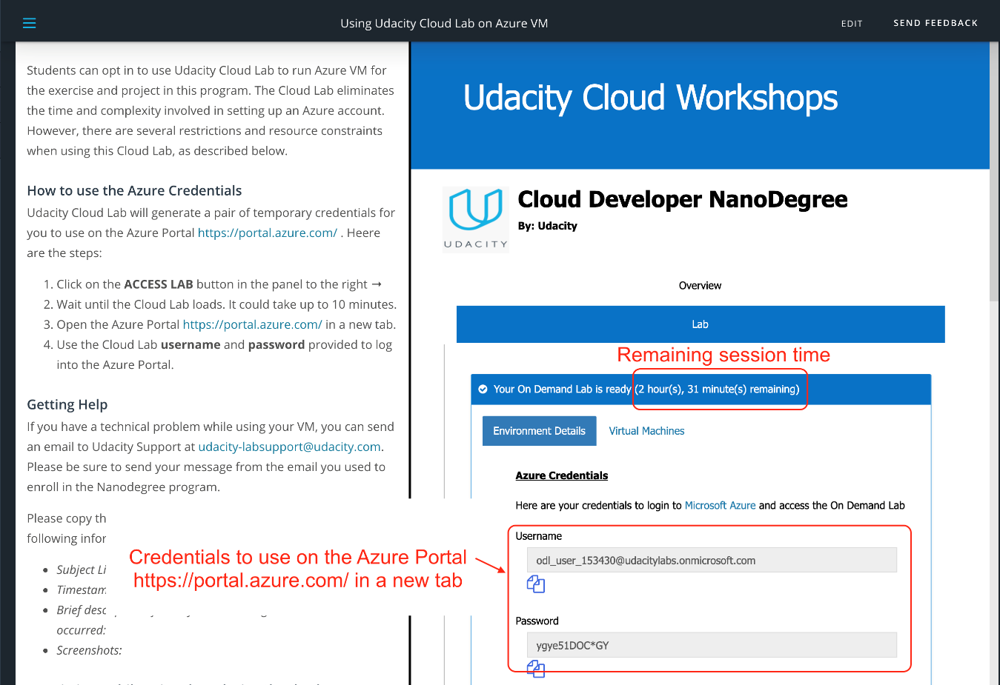 Using Udacity Cloud Lab on Azure VM
EDIT
SEND FEEDBACK
Students can opt in to use Udacity Cloud Lab to run Azure VM for
the exercise and project in this program. The Cloud Lab eliminates
the time and complexity involved in setting up an Azure account.
However, there are several restrictions and resource constraints
when using this Cloud Lab, as described below.
How to use the Azure Credentials
Udacity Cloud Lab will generate a pair of temporary credentials for
you to use on the Azure Portal https://portal.azure.com/ . Heere
are the steps:
1. Click on the ACCESS LAB button in the panel to the right →
2. Wait until the Cloud Lab loads. It could take up to 10 minutes.
3. Open the Azure Portal https://portal.azure.com/ in a new tab.
4. Use the Cloud Lab username and password provided to log
into the Azure Portal.
Getting Help
If you have a technical problem while using your VM, you can send
an email to Udacity Support at udacity-labsupport@udacity.com.
Please be sure to send your message from the email you used to
enroll in the Nanodegree program.
Please copy th
following infor
• Subject Li
• Timestam
• Brief desc
occurred:
• Screenshots:
Credentials to use on the Azure Portal
https://portal.azure.com/ in a new tab
Udacity Cloud Workshops
UDACITY
Cloud Developer NanoDegree
By: Udacity
Overview
Lab
Remaining session time
Your On Demand Lab is ready (2 hour(s), 31 minute(s) remaining)
Environment Details
Virtual Machines
Azure Credentials
Here are your credentials to login to Microsoft Azure and access the On Demand Lab
Username
odl_user_153430@udacitylabs.onmicrosoft.com
Password
ygye51DOC*GY